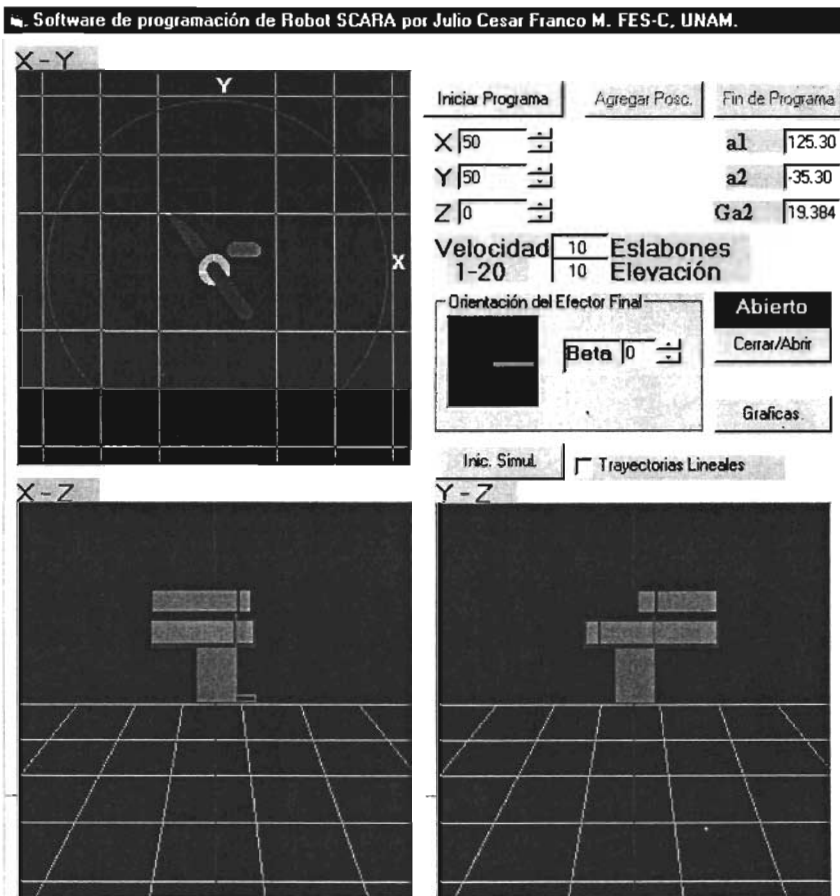 Software de programación de Robot SCARA por Julio Cesar Franco M. FES-C, UNAM.
X - Y
Y
X
Iniciar Programa Agregar Posc. Fin de Programa
X 50 a1 125.30
Y 50 a2 -35.30
Z 0 Ga2 19.384
Velocidad 10 Eslabones
1-20 10 Elevación
Orientación del Efector Final
Beta 0
Abierto
Cerrar/Abrir
Graficas
Inic. Simul. Trayectorias Lineales
X - Z
Y - Z